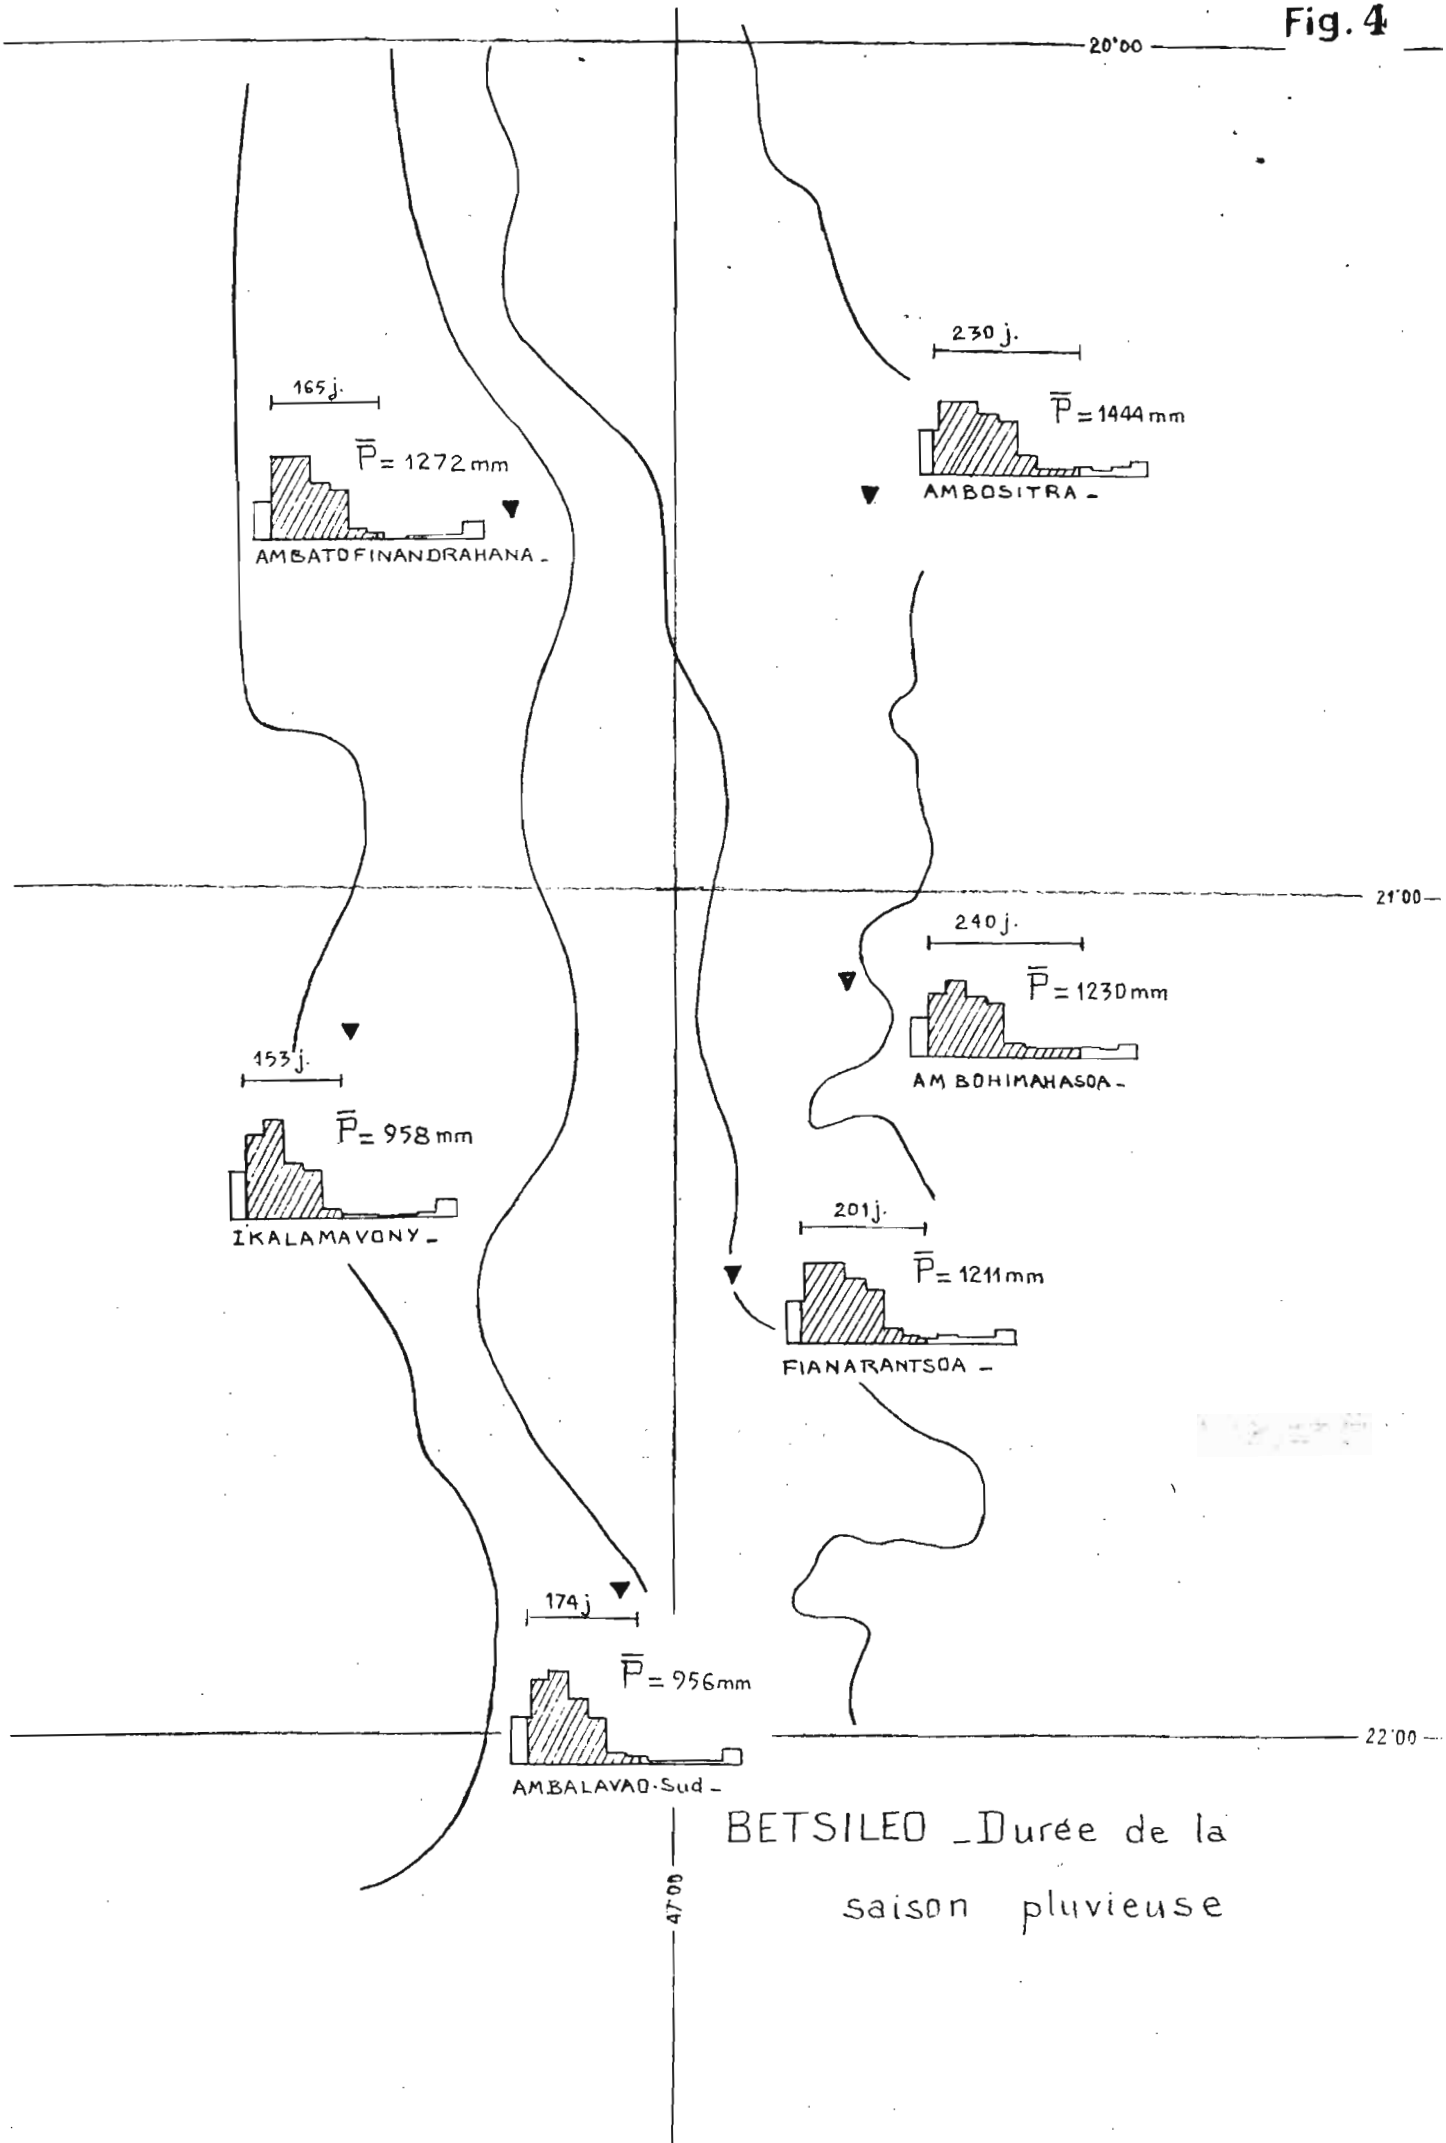 Fig. 4
20°00
230 j.
P̿ = 1444 mm
AMBOSITRA -
165 j.
P̿ = 1272 mm
AMBATOFINANDRAHANA -
21°00
240 j.
P̿ = 1230 mm
AMBOHIMAHASOA -
153 j.
P̿ = 958 mm
IKALAMAVONY -
201 j.
P̿ = 1211 mm
FIANARANTSOA -
174 j
P̿ = 956 mm
AMBALAVAO.Sud -
22°00
47°00
BETSILEO - Durée de la
saison pluvieuse